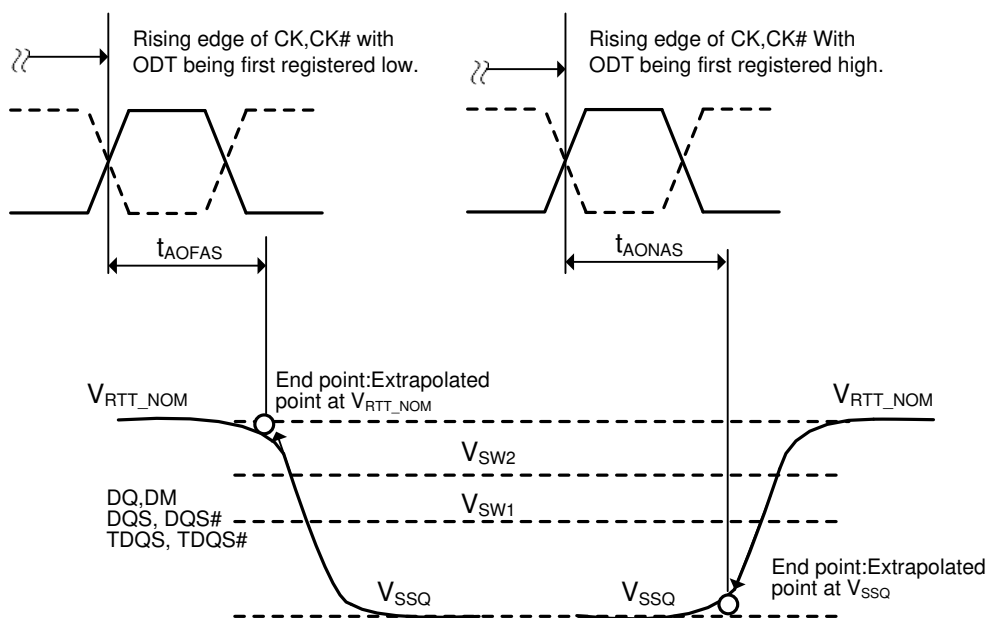 Rising edge of CK,CK# with
ODT being first registered low.
Rising edge of CK,CK# With
ODT being first registered high.
tAOFAS
tAONAS
End point:Extrapolated
point at VRTT_NOM
VRTT_NOM
VRTT_NOM
VSW2
VSW1
DQ,DM
DQS, DQS#
TDQS, TDQS#
VSSQ
VSSQ
End point:Extrapolated
point at VSSQ